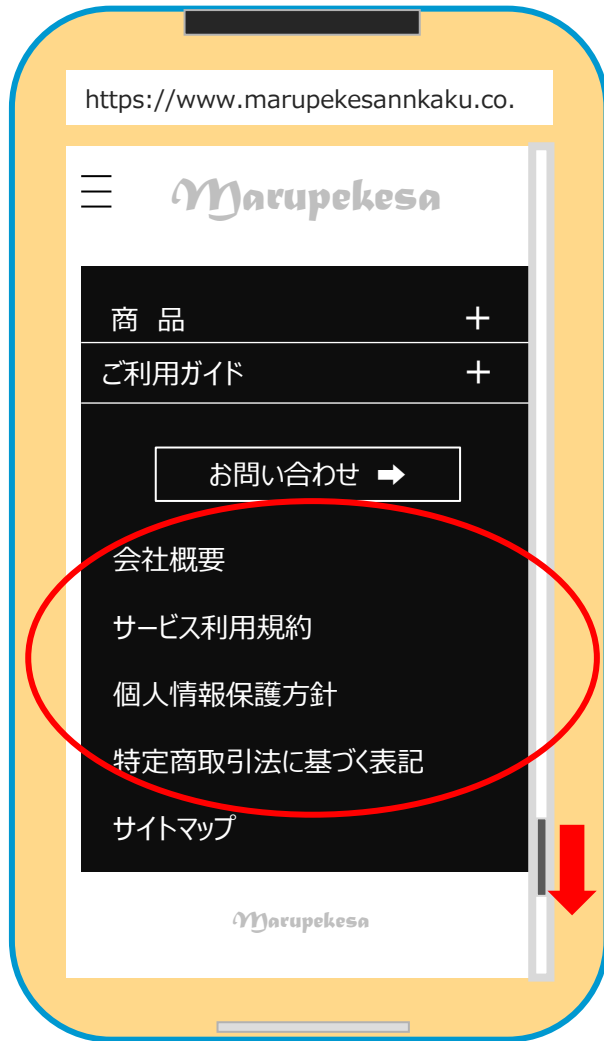 https://www.marupekesannkaku.co.
Marupekesa
商 品 +
ご利用ガイド +
お問い合わせ ➡
会社概要
サービス利用規約
個人情報保護方針
特定商取引法に基づく表記
サイトマップ
Marupekesa